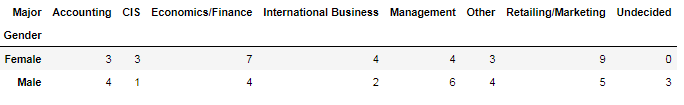 Major Accounting CIS Economics/Finance International Business Management Other Retailing/Marketing Undecided
Gender
Female 3 3 7 4 4 3 9 0
Male 4 1 4 2 6 4 5 3